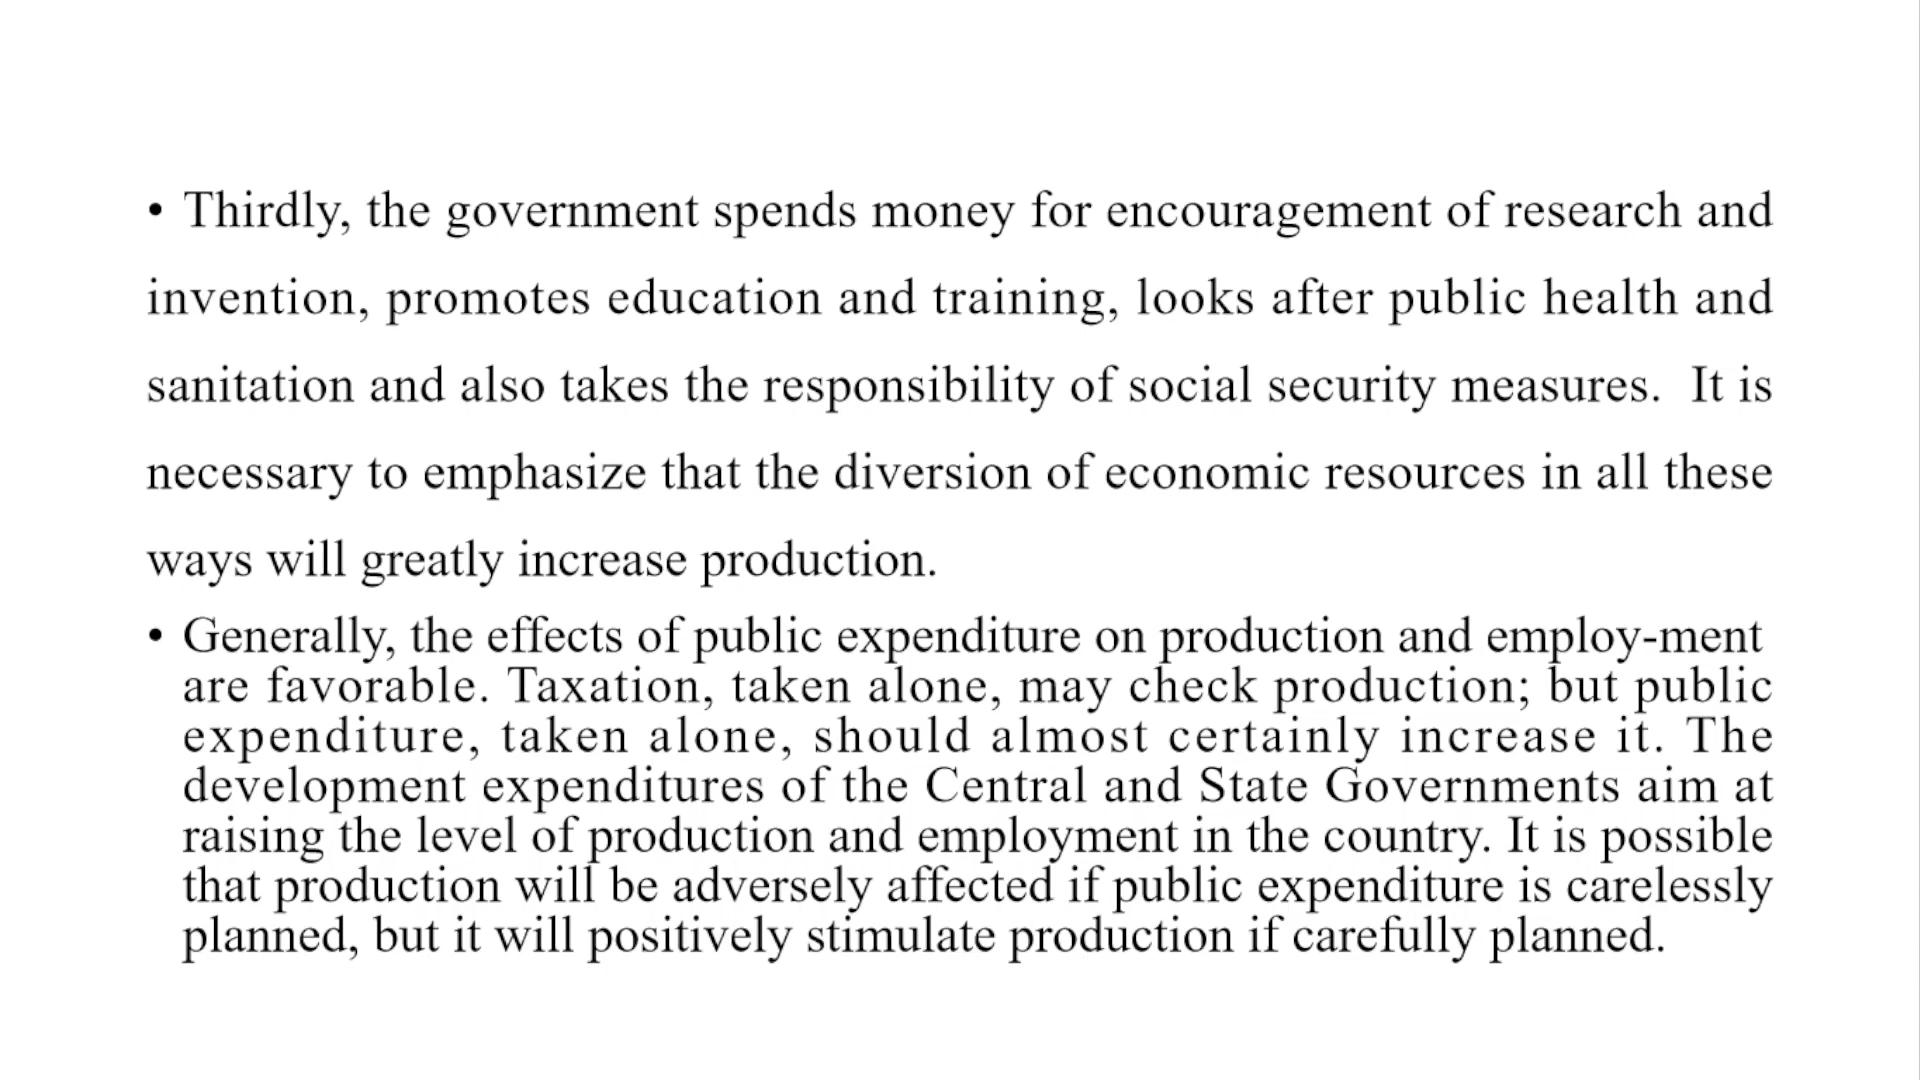 • Thirdly, the government spends money for encouragement of research and
invention, promotes education and training, looks after public health and
sanitation and also takes the responsibility of social security measures.  It is
necessary to emphasize that the diversion of economic resources in all these
ways will greatly increase production.
• Generally, the effects of public expenditure on production and employ-ment
are favorable. Taxation, taken alone, may check production; but public
expenditure, taken alone, should almost certainly increase it. The
development expenditures of the Central and State Governments aim at
raising the level of production and employment in the country. It is possible
that production will be adversely affected if public expenditure is carelessly
planned, but it will positively stimulate production if carefully planned.